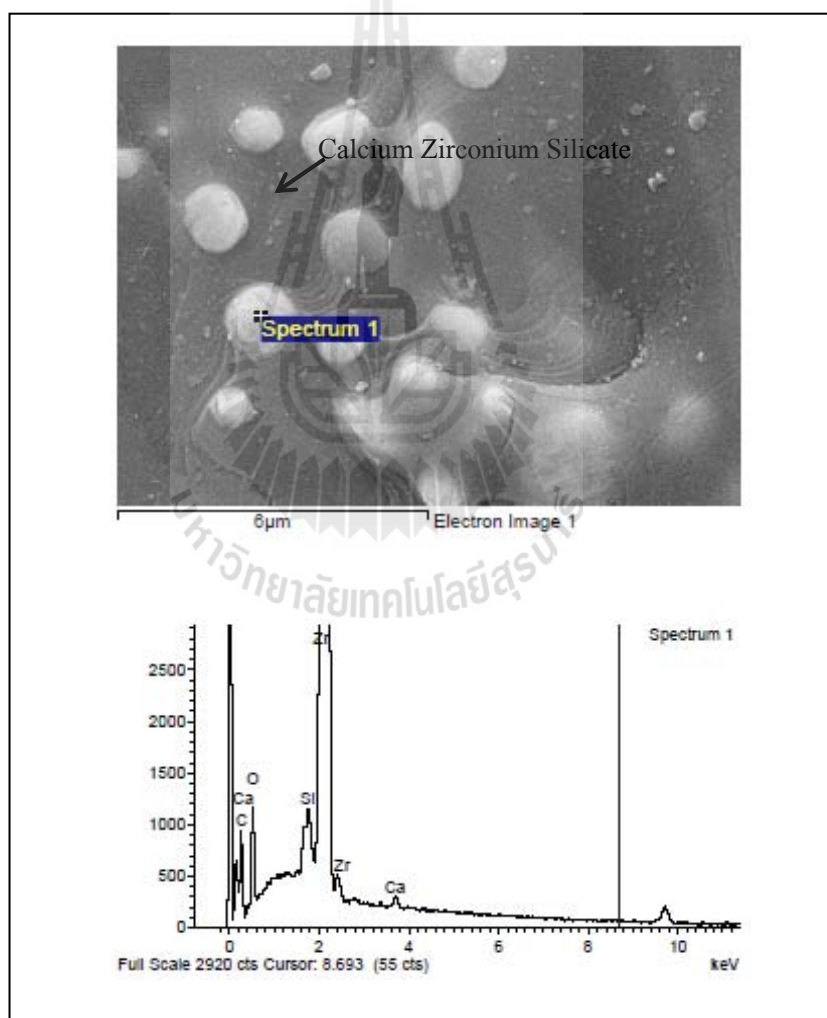 Calcium Zirconium Silicate
Spectrum 1
6µm Electron Image 1
มหาวิทยาลัยเทคโนโลยีสุรนารี
Spectrum 1
Zr
2500
2000
1500
O
Ca
Si
1000
C
500
Zr
Ca
0
0 2 4 6 8 10
Full Scale 2920 cts Cursor: 8.693 (55 cts) keV